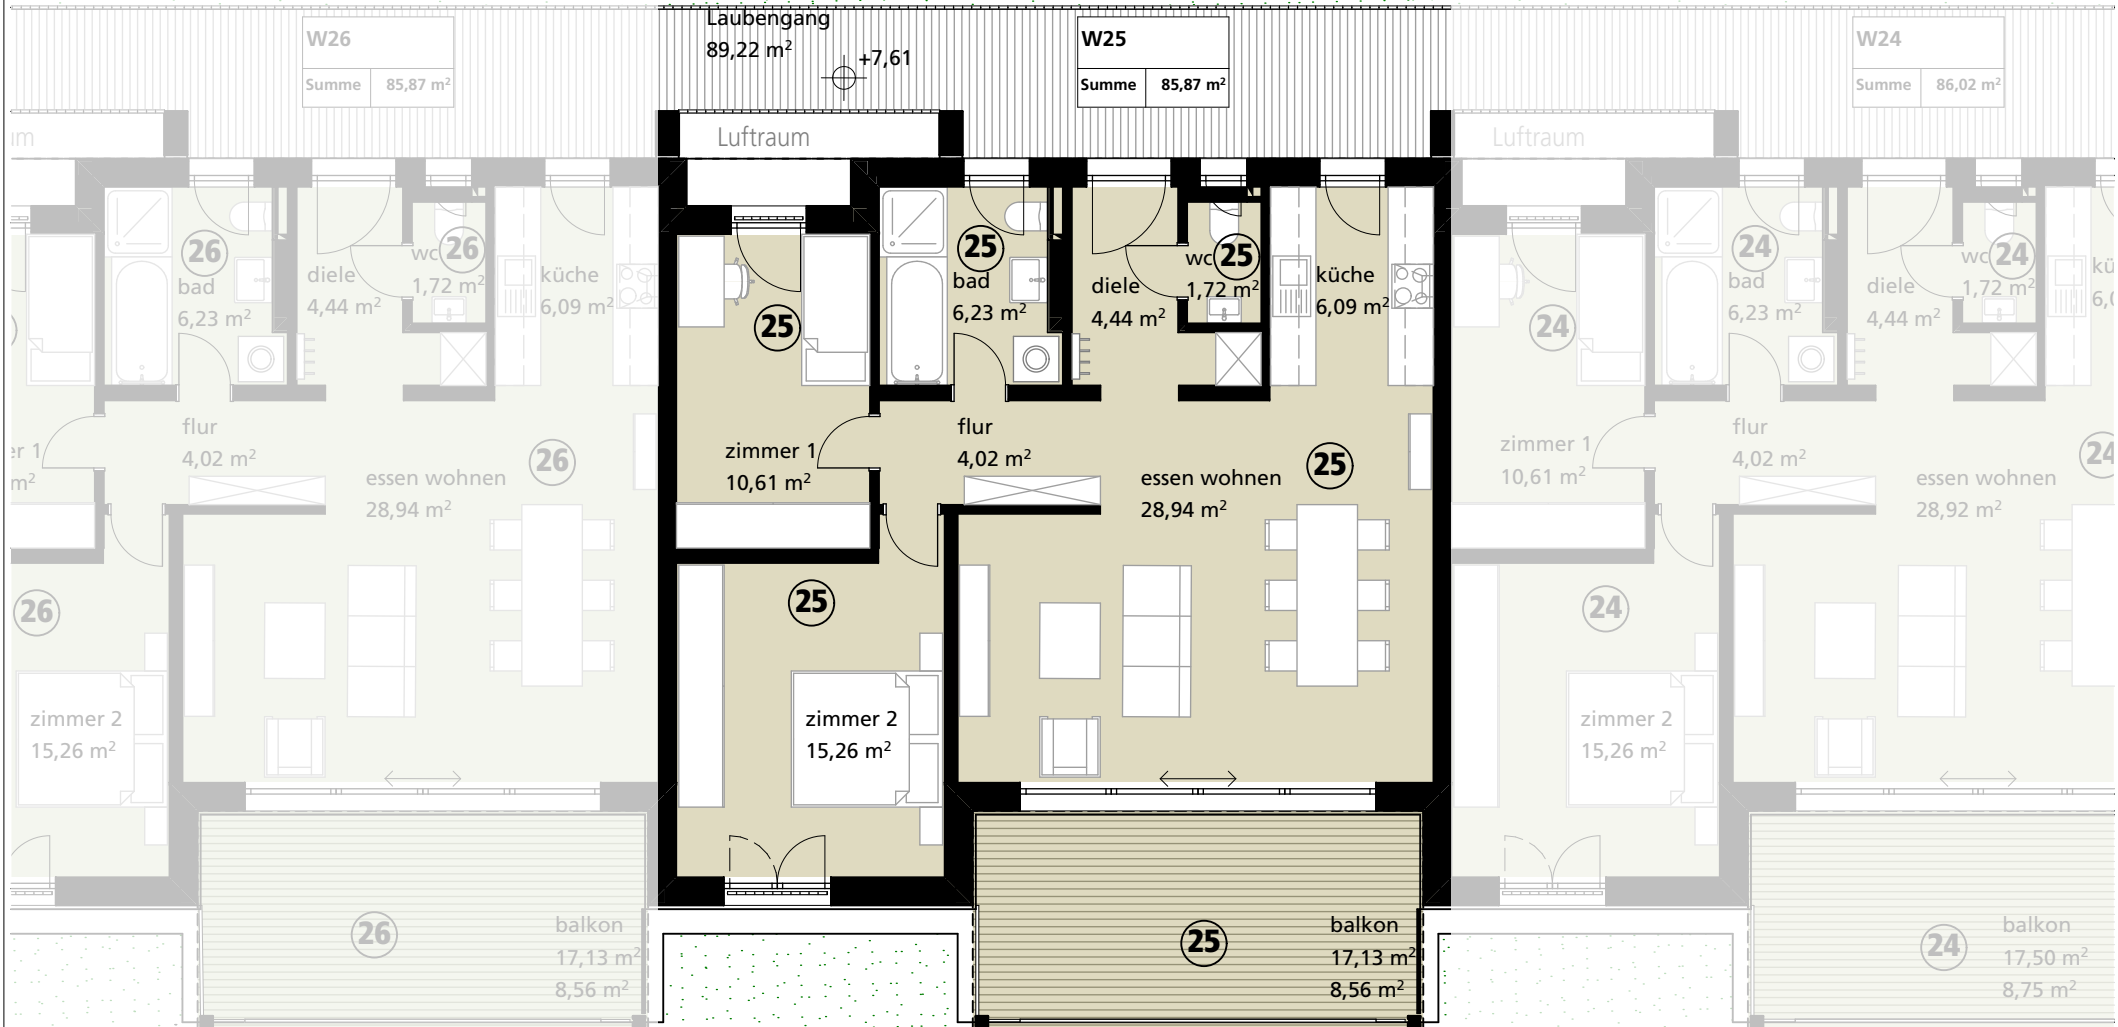 Laubengang
89,22 m²
+7,61
W26
Summe 85,87 m²
W25
Summe 85,87 m²
W24
Summe 86,02 m²
Luftraum
Luftraum
26
bad
6,23 m²
diele
4,44 m²
wc
26
1,72 m²
küche
6,09 m²
flur
4,02 m²
essen wohnen
28,94 m²
26
26
zimmer 2
15,26 m²
26
balkon
17,13 m²
8,56 m²
25
zimmer 1
10,61 m²
25
bad
6,23 m²
diele
4,44 m²
wc
25
1,72 m²
küche
6,09 m²
flur
4,02 m²
essen wohnen
28,94 m²
25
25
zimmer 2
15,26 m²
25
balkon
17,13 m²
8,56 m²
24
zimmer 1
10,61 m²
24
bad
6,23 m²
diele
4,44 m²
wc
24
1,72 m²
flur
4,02 m²
essen wohnen
28,92 m²
24
24
zimmer 2
15,26 m²
24
balkon
17,50 m²
8,75 m²